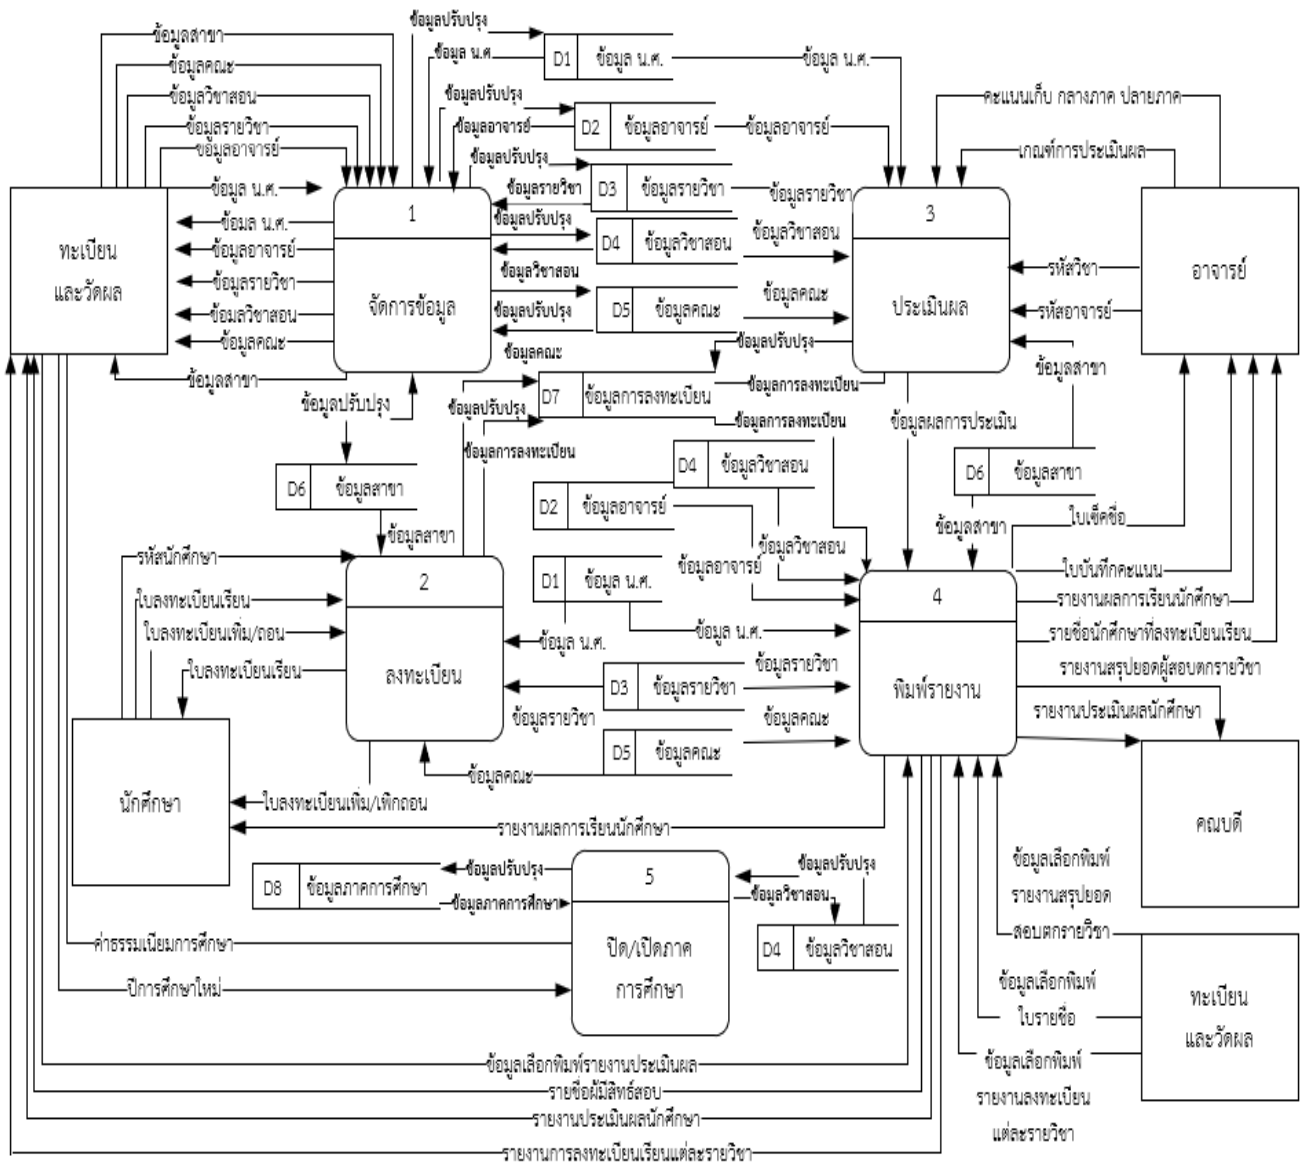 ข้อมูลปรับปรุง
ข้อมูลสาขา
ข้อมูล น.ศ.
D1 ข้อมูล น.ศ.
ข้อมูล น.ศ.
ข้อมูลคณะ
ข้อมูลวิชาสอน
ข้อมูลปรับปรุง
คะแนนเก็บ กลางภาค ปลายภาค
ข้อมูลรายวิชา
ข้อมูลอาจารย์
D2 ข้อมูลอาจารย์
ข้อมูลอาจารย์
ข้อมูลอาจารย์
ข้อมูลปรับปรุง
เกณฑ์การประเมินผล
ข้อมูล น.ศ.
ข้อมูลรายวิชา
D3 ข้อมูลรายวิชา
ข้อมูลรายวิชา
1
3
ข้อมูล น.ศ.
ข้อมูลปรับปรุง
D4 ข้อมูลวิชาสอน
ข้อมูลวิชาสอน
ทะเบียน
และวัดผล
ข้อมูลอาจารย์
ข้อมูลวิชาสอน
รหัสวิชา
อาจารย์
ข้อมูลรายวิชา
จัดการข้อมูล
ข้อมูลคณะ
ประเมินผล
ข้อมูลวิชาสอน
ข้อมูลปรับปรุง
D5 ข้อมูลคณะ
รหัสอาจารย์
ข้อมูลคณะ
ข้อมูลคณะ
ข้อมูลปรับปรุง
ข้อมูลสาขา
ข้อมูลสาขา
ข้อมูลปรับปรุง
ข้อมูลปรับปรุง
D7 ข้อมูลการลงทะเบียน
ข้อมูลการลงทะเบียน
ข้อมูลการลงทะเบียน
ข้อมูลผลการประเมิน
ข้อมูลการลงทะเบียน
D4 ข้อมูลวิชาสอน
D6 ข้อมูลสาขา
D6 ข้อมูลสาขา
D2 ข้อมูลอาจารย์
ใบเช็คชื่อ
ข้อมูลสาขา
ข้อมูลสาขา
ข้อมูลวิชาสอน
รหัสนักศึกษา
ข้อมูลอาจารย์
ใบบันทึกคะแนน
2
D1 ข้อมูล น.ศ.
4
ใบลงทะเบียนเรียน
รายงานผลการเรียนนักศึกษา
ใบลงทะเบียนเพิ่ม/ถอน
ข้อมูล น.ศ.
ข้อมูล น.ศ.
รายชื่อนักศึกษาที่ลงทะเบียนเรียน
ใบลงทะเบียนเรียน
ลงทะเบียน
ข้อมูลรายวิชา
รายงานสรุปยอดผู้สอบตกรายวิชา
D3 ข้อมูลรายวิชา
พิมพ์รายงาน
ข้อมูลรายวิชา
ข้อมูลคณะ
รายงานประเมินผลนักศึกษา
D5 ข้อมูลคณะ
ข้อมูลคณะ
นักศึกษา
ใบลงทะเบียนเพิ่ม/เพิกถอน
รายงานผลการเรียนนักศึกษา
คณบดี
ข้อมูลปรับปรุง
5
ข้อมูลปรับปรุง
ข้อมูลเลือกพิมพ์
รายงานสรุปยอด
สอบตกรายวิชา
D8 ข้อมูลภาคการศึกษา
ข้อมูลภาคการศึกษา
ข้อมูลวิชาสอน
ค่าธรรมเนียมการศึกษา
ปิด/เปิดภาค
การศึกษา
D4 ข้อมูลวิชาสอน
ปีการศึกษาใหม่
ข้อมูลเลือกพิมพ์
ใบรายชื่อ
ทะเบียน
และวัดผล
ข้อมูลเลือกพิมพ์รายงานประเมินผล
ข้อมูลเลือกพิมพ์
รายงานลงทะเบียน
แต่ละรายวิชา
รายชื่อผู้มีสิทธ์สอบ
รายงานประเมินผลนักศึกษา
รายงานการลงทะเบียนเรียนแต่ละรายวิชา